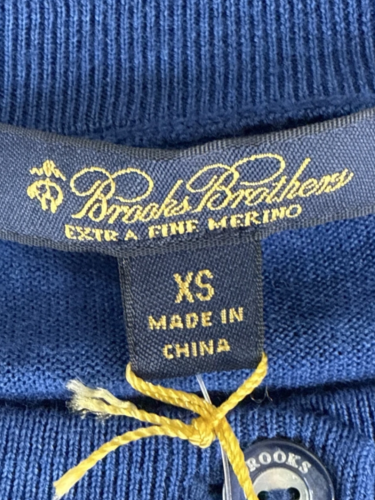 Brooks Brothers
EXTRA FINE MERINO
XS
MADE IN
CHINA
BROOKS